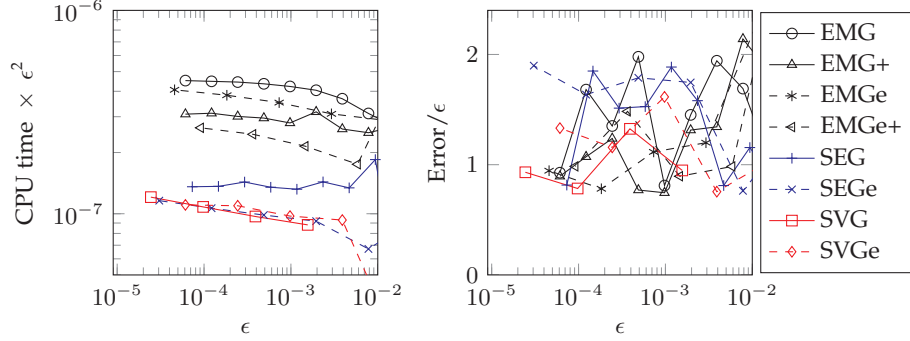 CPU time × ϵ²
10⁻⁶
10⁻⁷
10⁻⁵
10⁻⁴
10⁻³
10⁻²
ϵ
Error/ϵ
2
1
0
10⁻⁵
10⁻⁴
10⁻³
10⁻²
ϵ
EMG
EMG+
EMGe
EMGe+
SEG
SEGe
SVG
SVGe